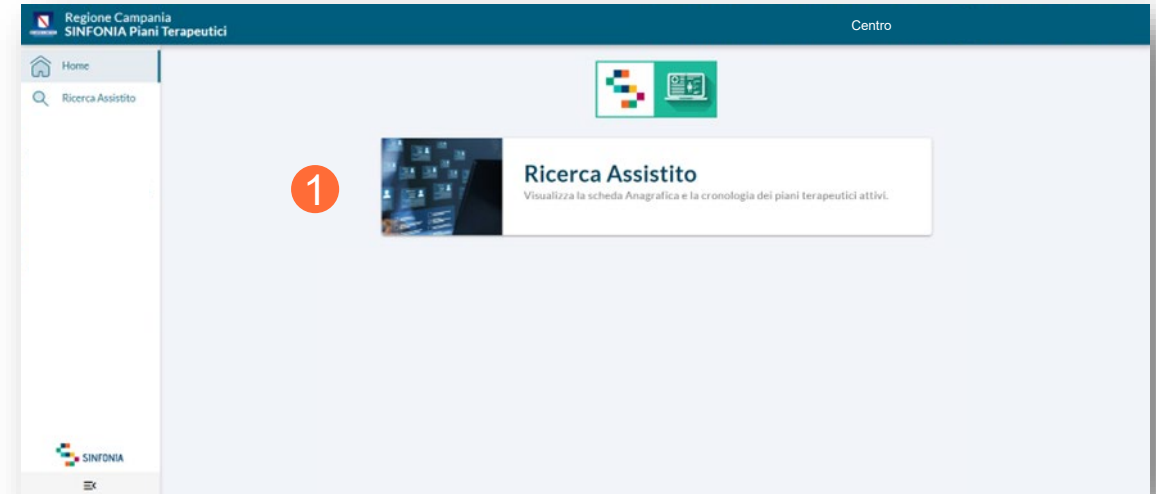 Regione Campania
SINFONIA Piani Terapeutici
Centro
Home
Ricerca Assistito
1
Ricerca Assistito
Visualizza la scheda Anagrafica e la cronologia dei piani terapeutici attivi.
SINFONIA